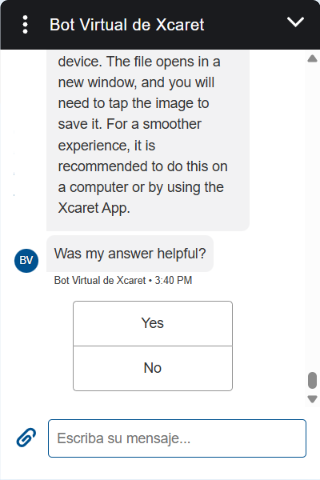 Bot Virtual de Xcaret
device. The file opens in a
new window, and you will
need to tap the image to
save it. For a smoother
experience, it is
recommended to do this on
a computer or by using the
Xcaret App.
BV
Was my answer helpful?
Bot Virtual de Xcaret • 3:40 PM
Yes
No
Escriba su mensaje...